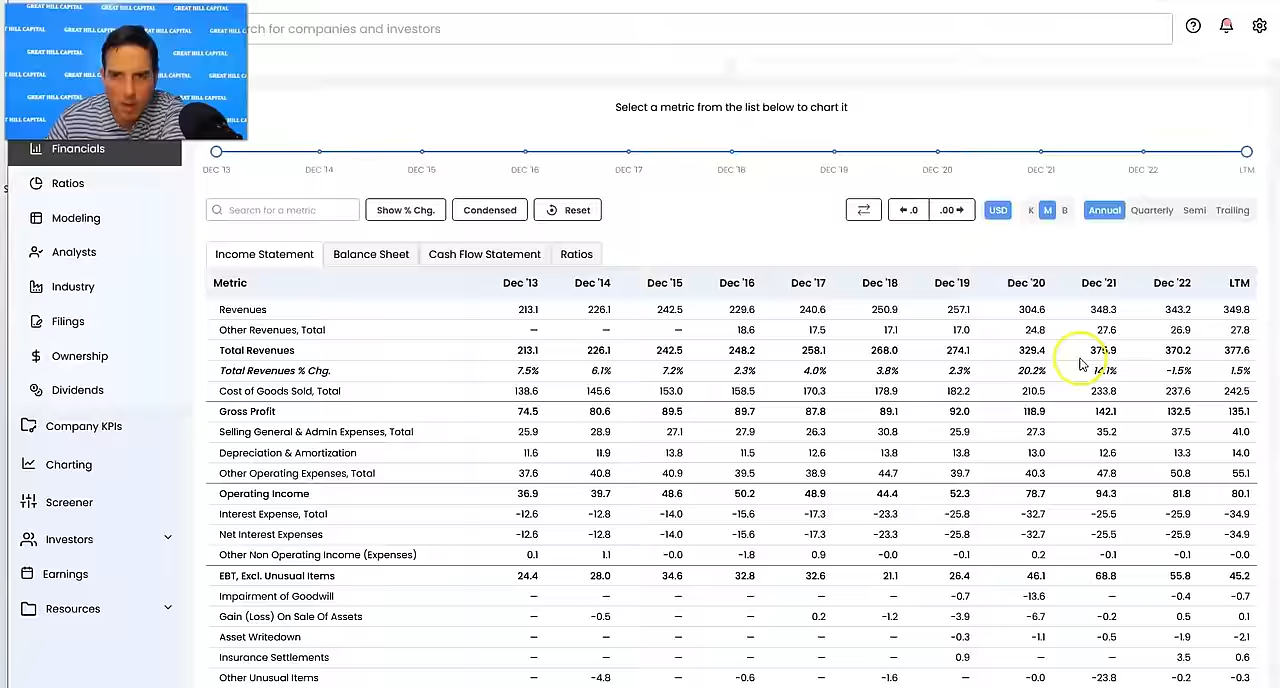 GREAT HILL CAPITAL GREAT HILL CAPITAL GREAT HILL CAPITAL
GREAT HILL CAPITAL
rch for companies and investors
GREAT HILL CAPITAL
GREAT HILL CAPITAL
GREAT HILL CAPITAL
GREAT HILL CAPITAL
Select a metric from the list below to chart it
Financials
DEC '13 DEC '14 DEC '15 DEC '16 DEC '17 DEC '18 DEC '19 DEC '20 DEC '21 DEC '22 LTM
Ratios
Search for a metric Show % Chg. Condensed Reset .0 .00 USD K M B Annual Quarterly Semi Trailing
Modeling
Analysts
Income Statement Balance Sheet Cash Flow Statement Ratios
Industry
Metric Dec '13 Dec '14 Dec '15 Dec '16 Dec '17 Dec '18 Dec '19 Dec '20 Dec '21 Dec '22 LTM
Revenues 213.1 226.1 242.5 229.6 240.6 250.9 257.1 304.6 348.3 343.2 349.8
Filings
Other Revenues, Total — — — 18.6 17.5 17.1 17.0 24.8 27.6 26.9 27.8
Total Revenues 213.1 226.1 242.5 248.2 258.1 268.0 274.1 329.4 375.9 370.2 377.6
Ownership
Total Revenues % Chg. 7.5% 6.1% 7.2% 2.3% 4.0% 3.8% 2.3% 20.2% 14.1% -1.5% 1.5%
Dividends
Cost of Goods Sold, Total 138.6 145.6 153.0 158.5 170.3 178.9 182.2 210.5 233.8 237.6 242.5
Gross Profit 74.5 80.6 89.5 89.7 87.8 89.1 92.0 118.9 142.1 132.5 135.1
Company KPIs
Selling General & Admin Expenses, Total 25.9 28.9 27.1 27.9 26.3 30.8 25.9 27.3 35.2 37.5 41.0
Depreciation & Amortization 11.6 11.9 13.8 11.5 12.6 13.8 13.8 13.0 12.6 13.3 14.0
Charting
Other Operating Expenses, Total 37.6 40.8 40.9 39.5 38.9 44.7 39.7 40.3 47.8 50.8 55.1
Operating Income 36.9 39.7 48.6 50.2 48.9 44.4 52.3 78.7 94.3 81.8 80.1
Screener
Interest Expense, Total -12.6 -12.8 -14.0 -15.6 -17.3 -23.3 -25.8 -32.7 -25.5 -25.9 -34.9
Net Interest Expenses -12.6 -12.8 -14.0 -15.6 -17.3 -23.3 -25.8 -32.7 -25.5 -25.9 -34.9
Investors
Other Non Operating Income (Expenses) 0.1 1.1 -0.0 -1.8 0.9 -0.0 -0.1 0.2 -0.1 -0.1 -0.0
Earnings
EBT, Excl. Unusual Items 24.4 28.0 34.6 32.8 32.6 21.1 26.4 46.1 68.8 55.8 45.2
Impairment of Goodwill — — — — — — -0.7 -13.6 — -0.4 -0.7
Resources
Gain (Loss) On Sale Of Assets — -0.5 — — 0.2 -1.2 -3.9 -6.7 -0.2 0.5 0.1
Asset Writedown — — — — — — -0.3 -1.1 -0.5 -1.9 -2.1
Insurance Settlements — — — — — — 0.9 — — 3.5 0.6
Other Unusual Items — -4.8 — -0.6 — -1.6 — -0.0 -23.8 -0.2 -0.3